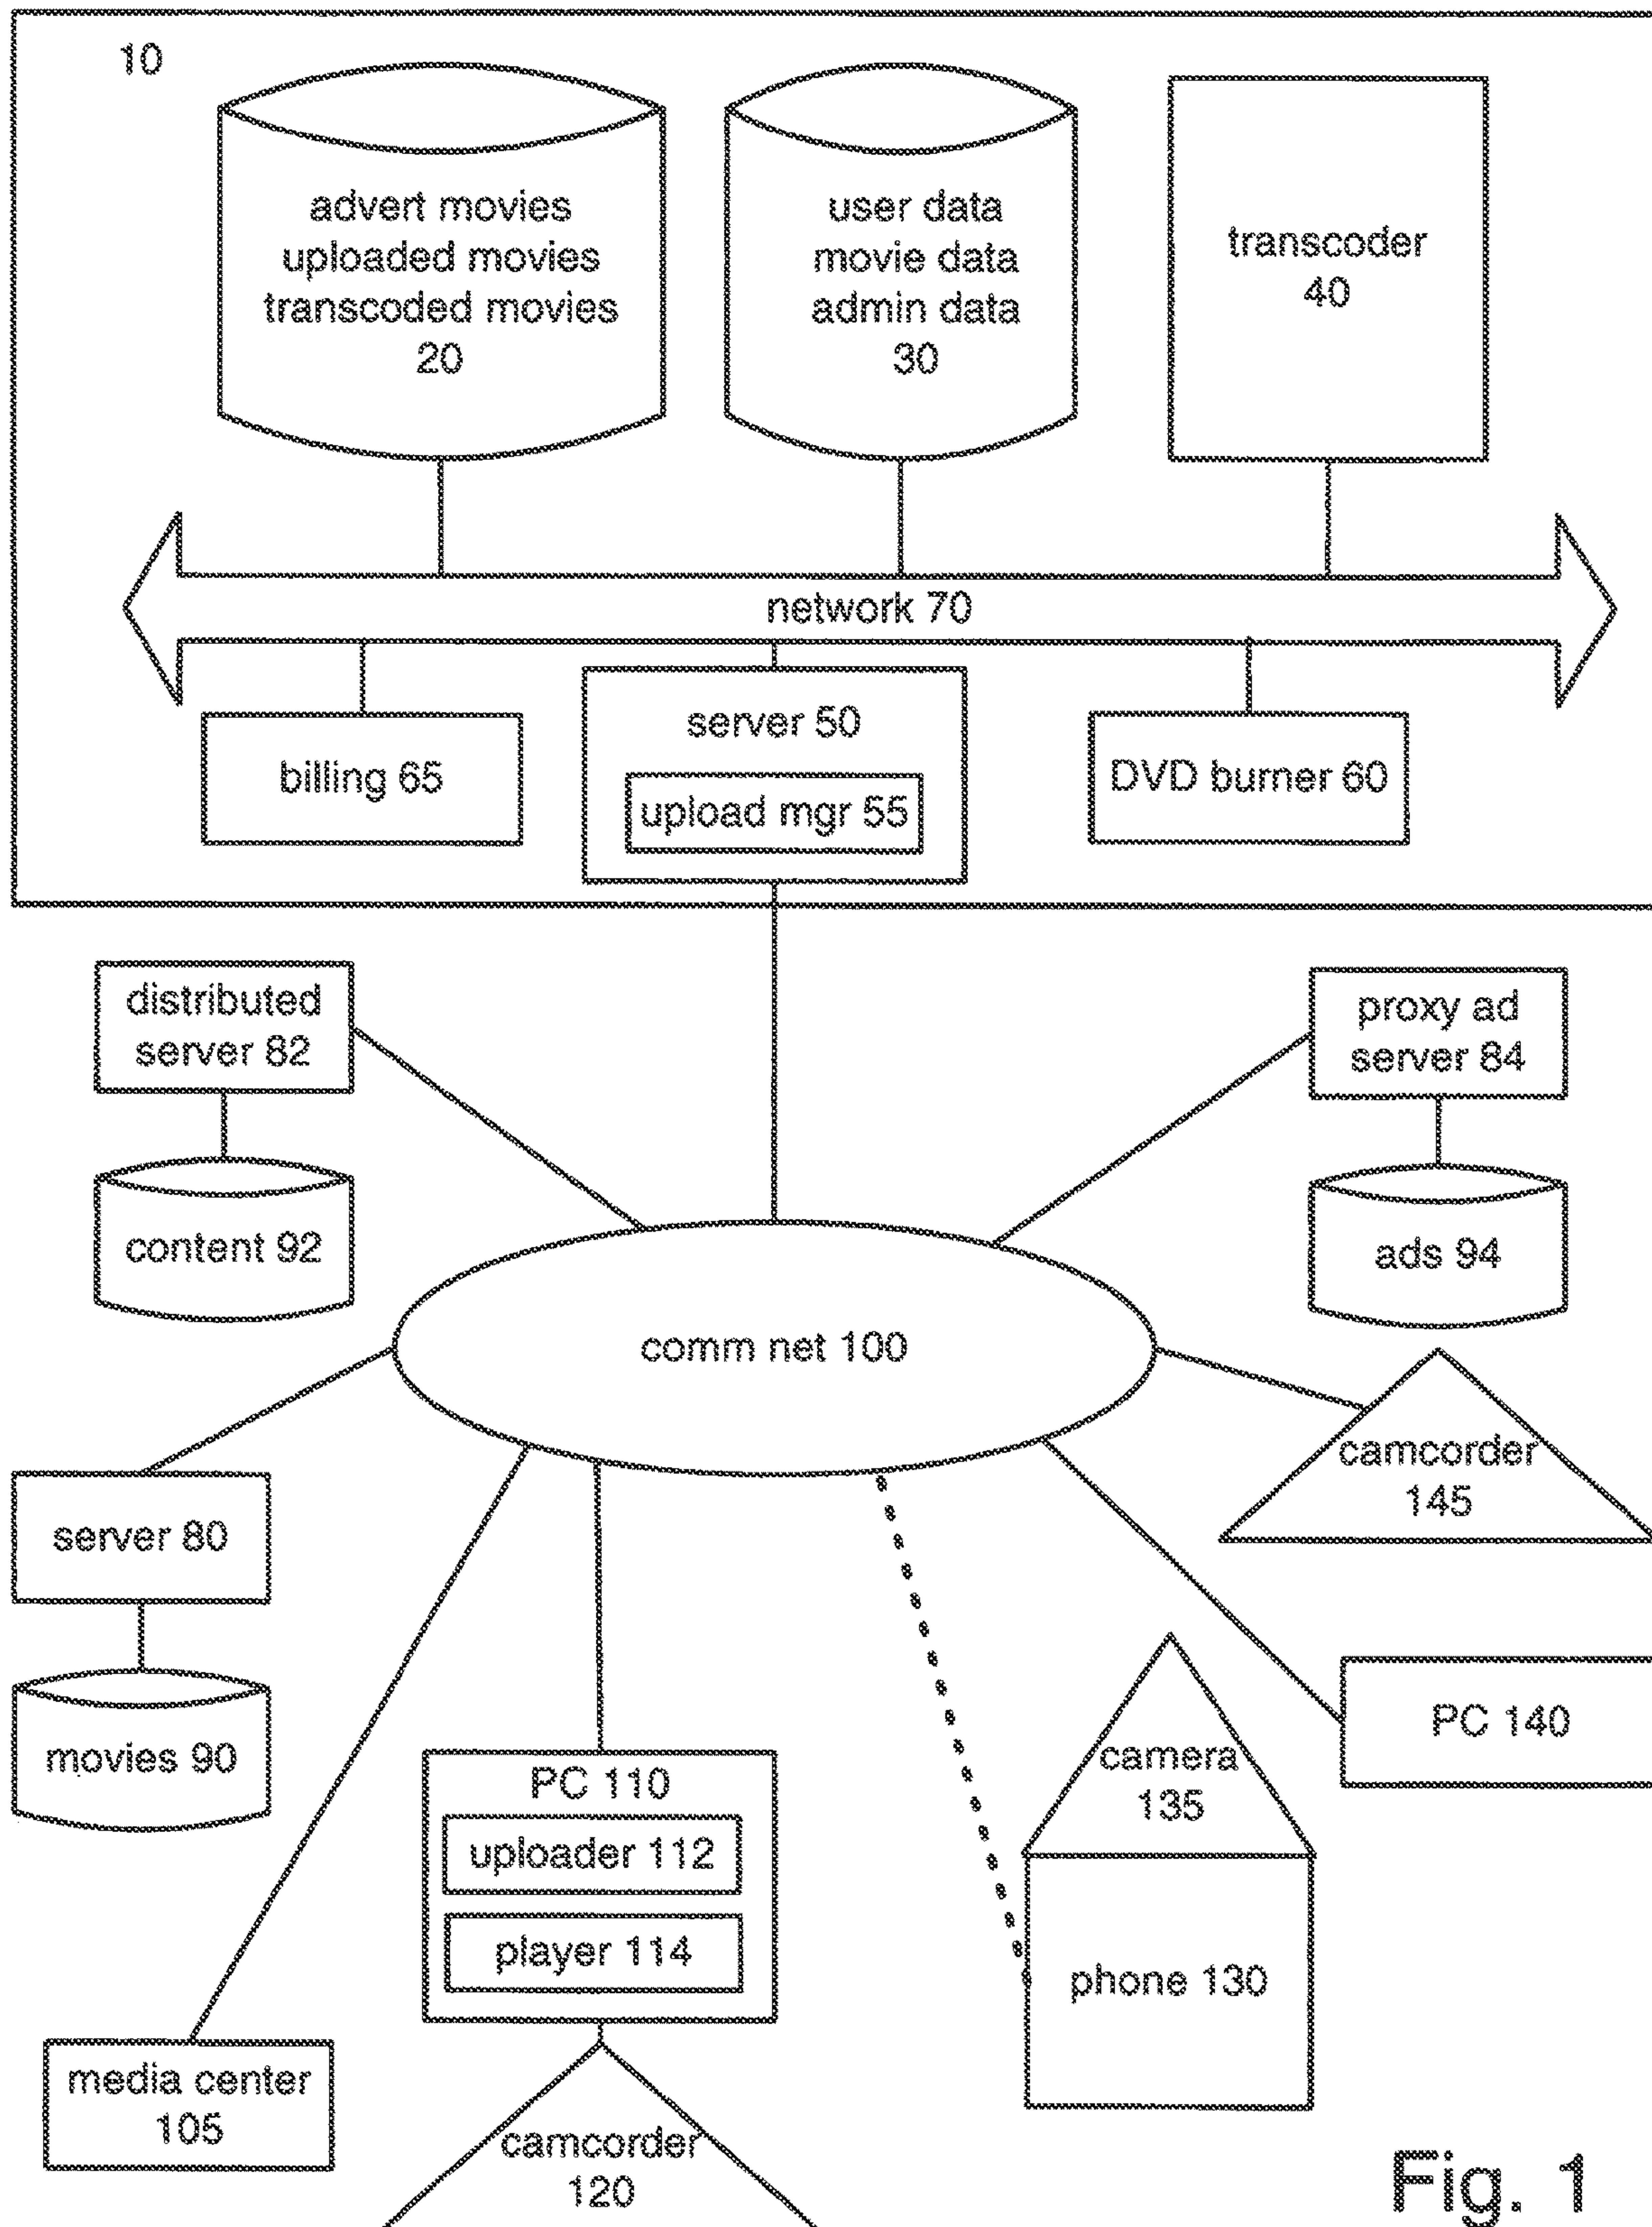 10
advert movies
uploaded movies
transcoded movies
20
user data
movie data
admin data
30
transcoder
40
network 70
billing 65
server 50
upload mgr 55
DVD burner 60
distributed
server 82
content 92
proxy ad
server 84
ads 94
comm net 100
camcorder
145
server 80
movies 90
PC 140
camera
135
phone 130
PC 110
uploader 112
player 114
media center
105
camcorder
120
Fig. 1